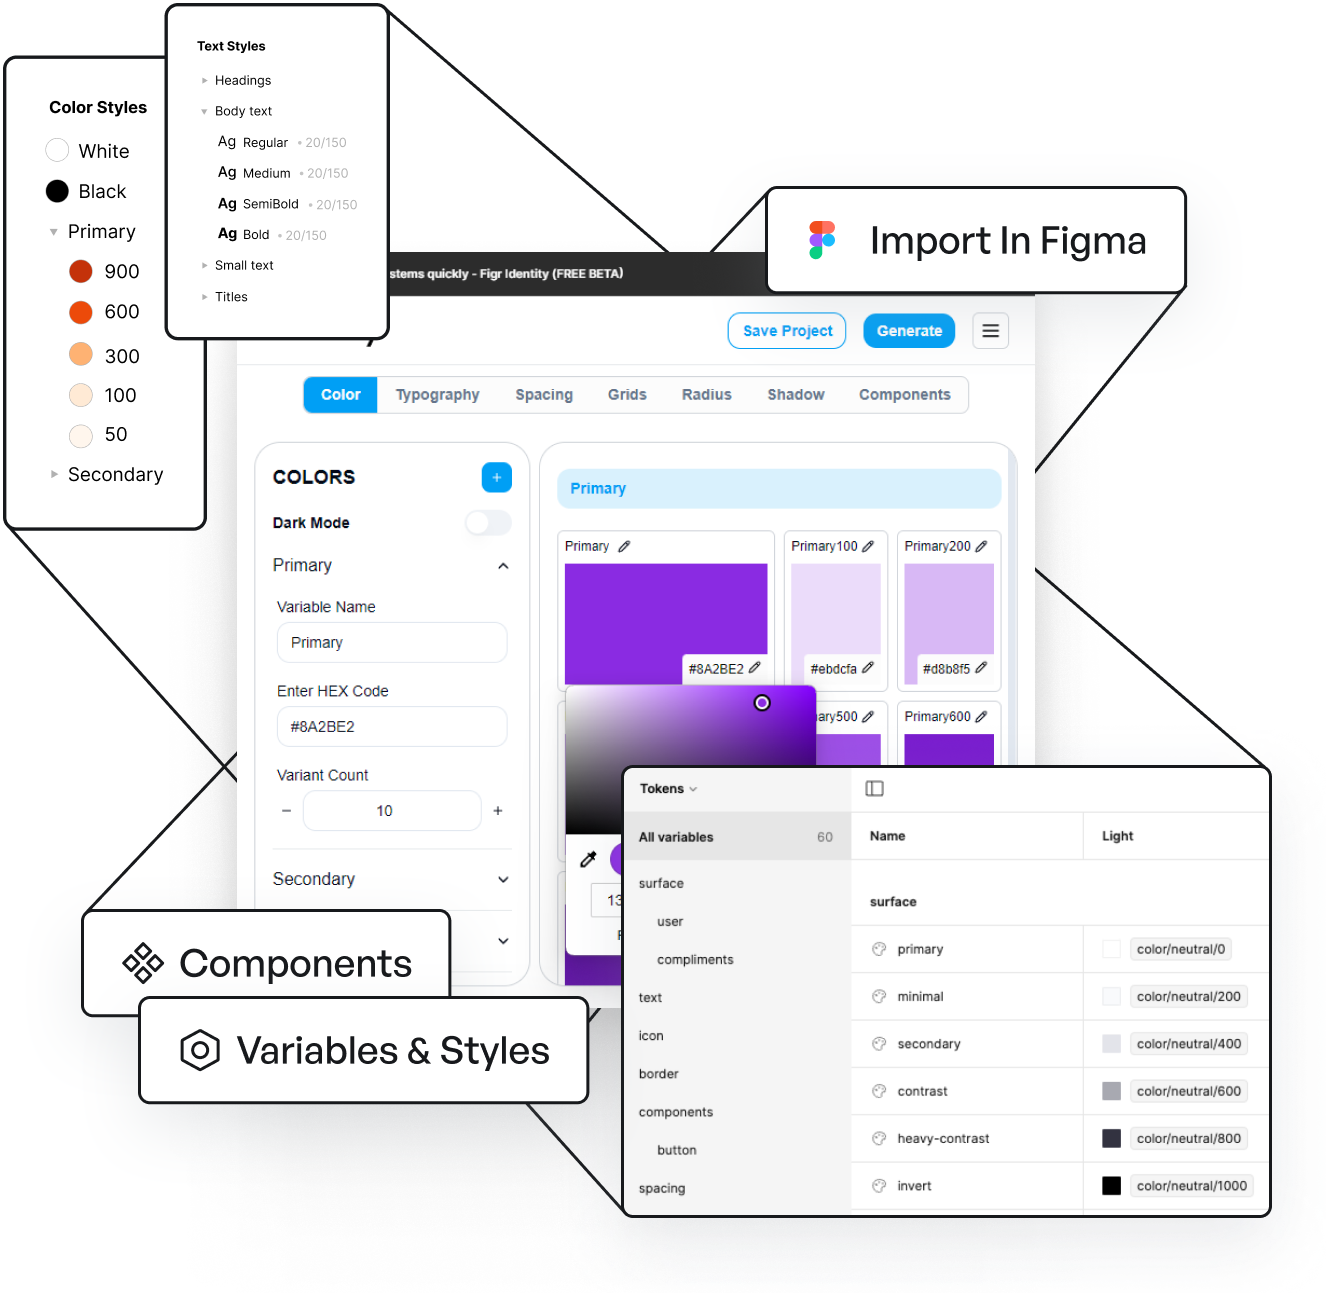 Text Styles
Headings
Body text
Ag Regular • 20/150
Ag Medium • 20/150
Ag SemiBold • 20/150
Ag Bold • 20/150
Small text
Titles
Color Styles
White
Black
Primary
900
600
300
100
50
Secondary
Import In Figma
stems quickly - Figr Identity (FREE BETA)
Save Project
Generate
Color Typography Spacing Grids Radius Shadow Components
COLORS
+
Dark Mode
Primary
Variable Name
Primary
Enter HEX Code
#8A2BE2
Variant Count
− 10 +
Secondary
Primary
Primary
#8A2BE2
Primary100
#ebdcfa
Primary200
#d8b8f5
ary500
Primary600
13
Components
Variables & Styles
Tokens
All variables 60
surface
user
compliments
text
icon
border
components
button
spacing
Name Light
surface
primary color/neutral/0
minimal color/neutral/200
secondary color/neutral/400
contrast color/neutral/600
heavy-contrast color/neutral/800
invert color/neutral/1000